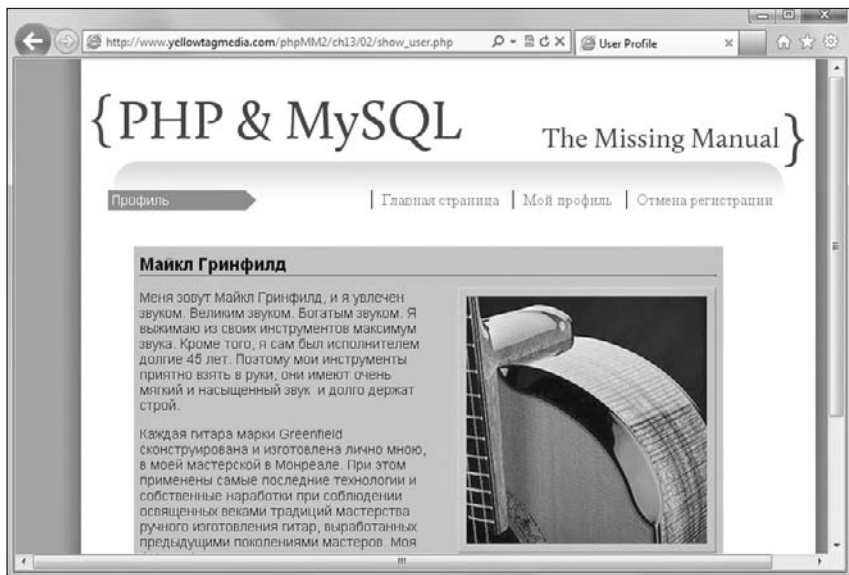 http://www.yellowtagmedia.com/phpMM2/ch13/02/show_user.php
User Profile
{PHP & MySQL
The Missing Manual}
Профиль
Главная страница
Мой профиль
Отмена регистрации
Майкл Гринфилд
Меня зовут Майкл Гринфилд, и я увлечен
звуком. Великим звуком. Богатым звуком. Я
выжимаю из своих инструментов максимум
звука. Кроме того, я сам был исполнителем
долгие 45 лет. Поэтому мои инструменты
приятно взять в руки, они имеют очень
мягкий и насыщенный звук и долго держат
строй.
Каждая гитара марки Greenfield
сконструирована и изготовлена лично мною,
в моей мастерской в Монреале. При этом
применены самые последние технологии и
собственные наработки при соблюдении
освященных веками традиций мастерства
ручного изготовления гитар, выработанных
предыдущими поколениями мастеров. Моя